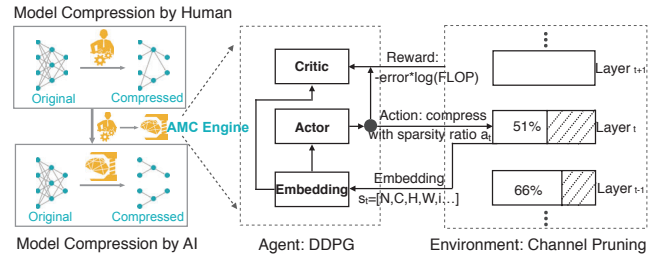 Model Compression by Human
Original
Compressed
AMC Engine
Original
Compressed
Model Compression by AI
Critic
Actor
Embedding
Agent: DDPG
Reward:
-error*log(FLOP)
Action: compress
with sparsity ratio at
Embedding
st=[N,C,H,W,i…]
Layer t+1
51%
Layer t
66%
Layer t-1
Environment: Channel Pruning